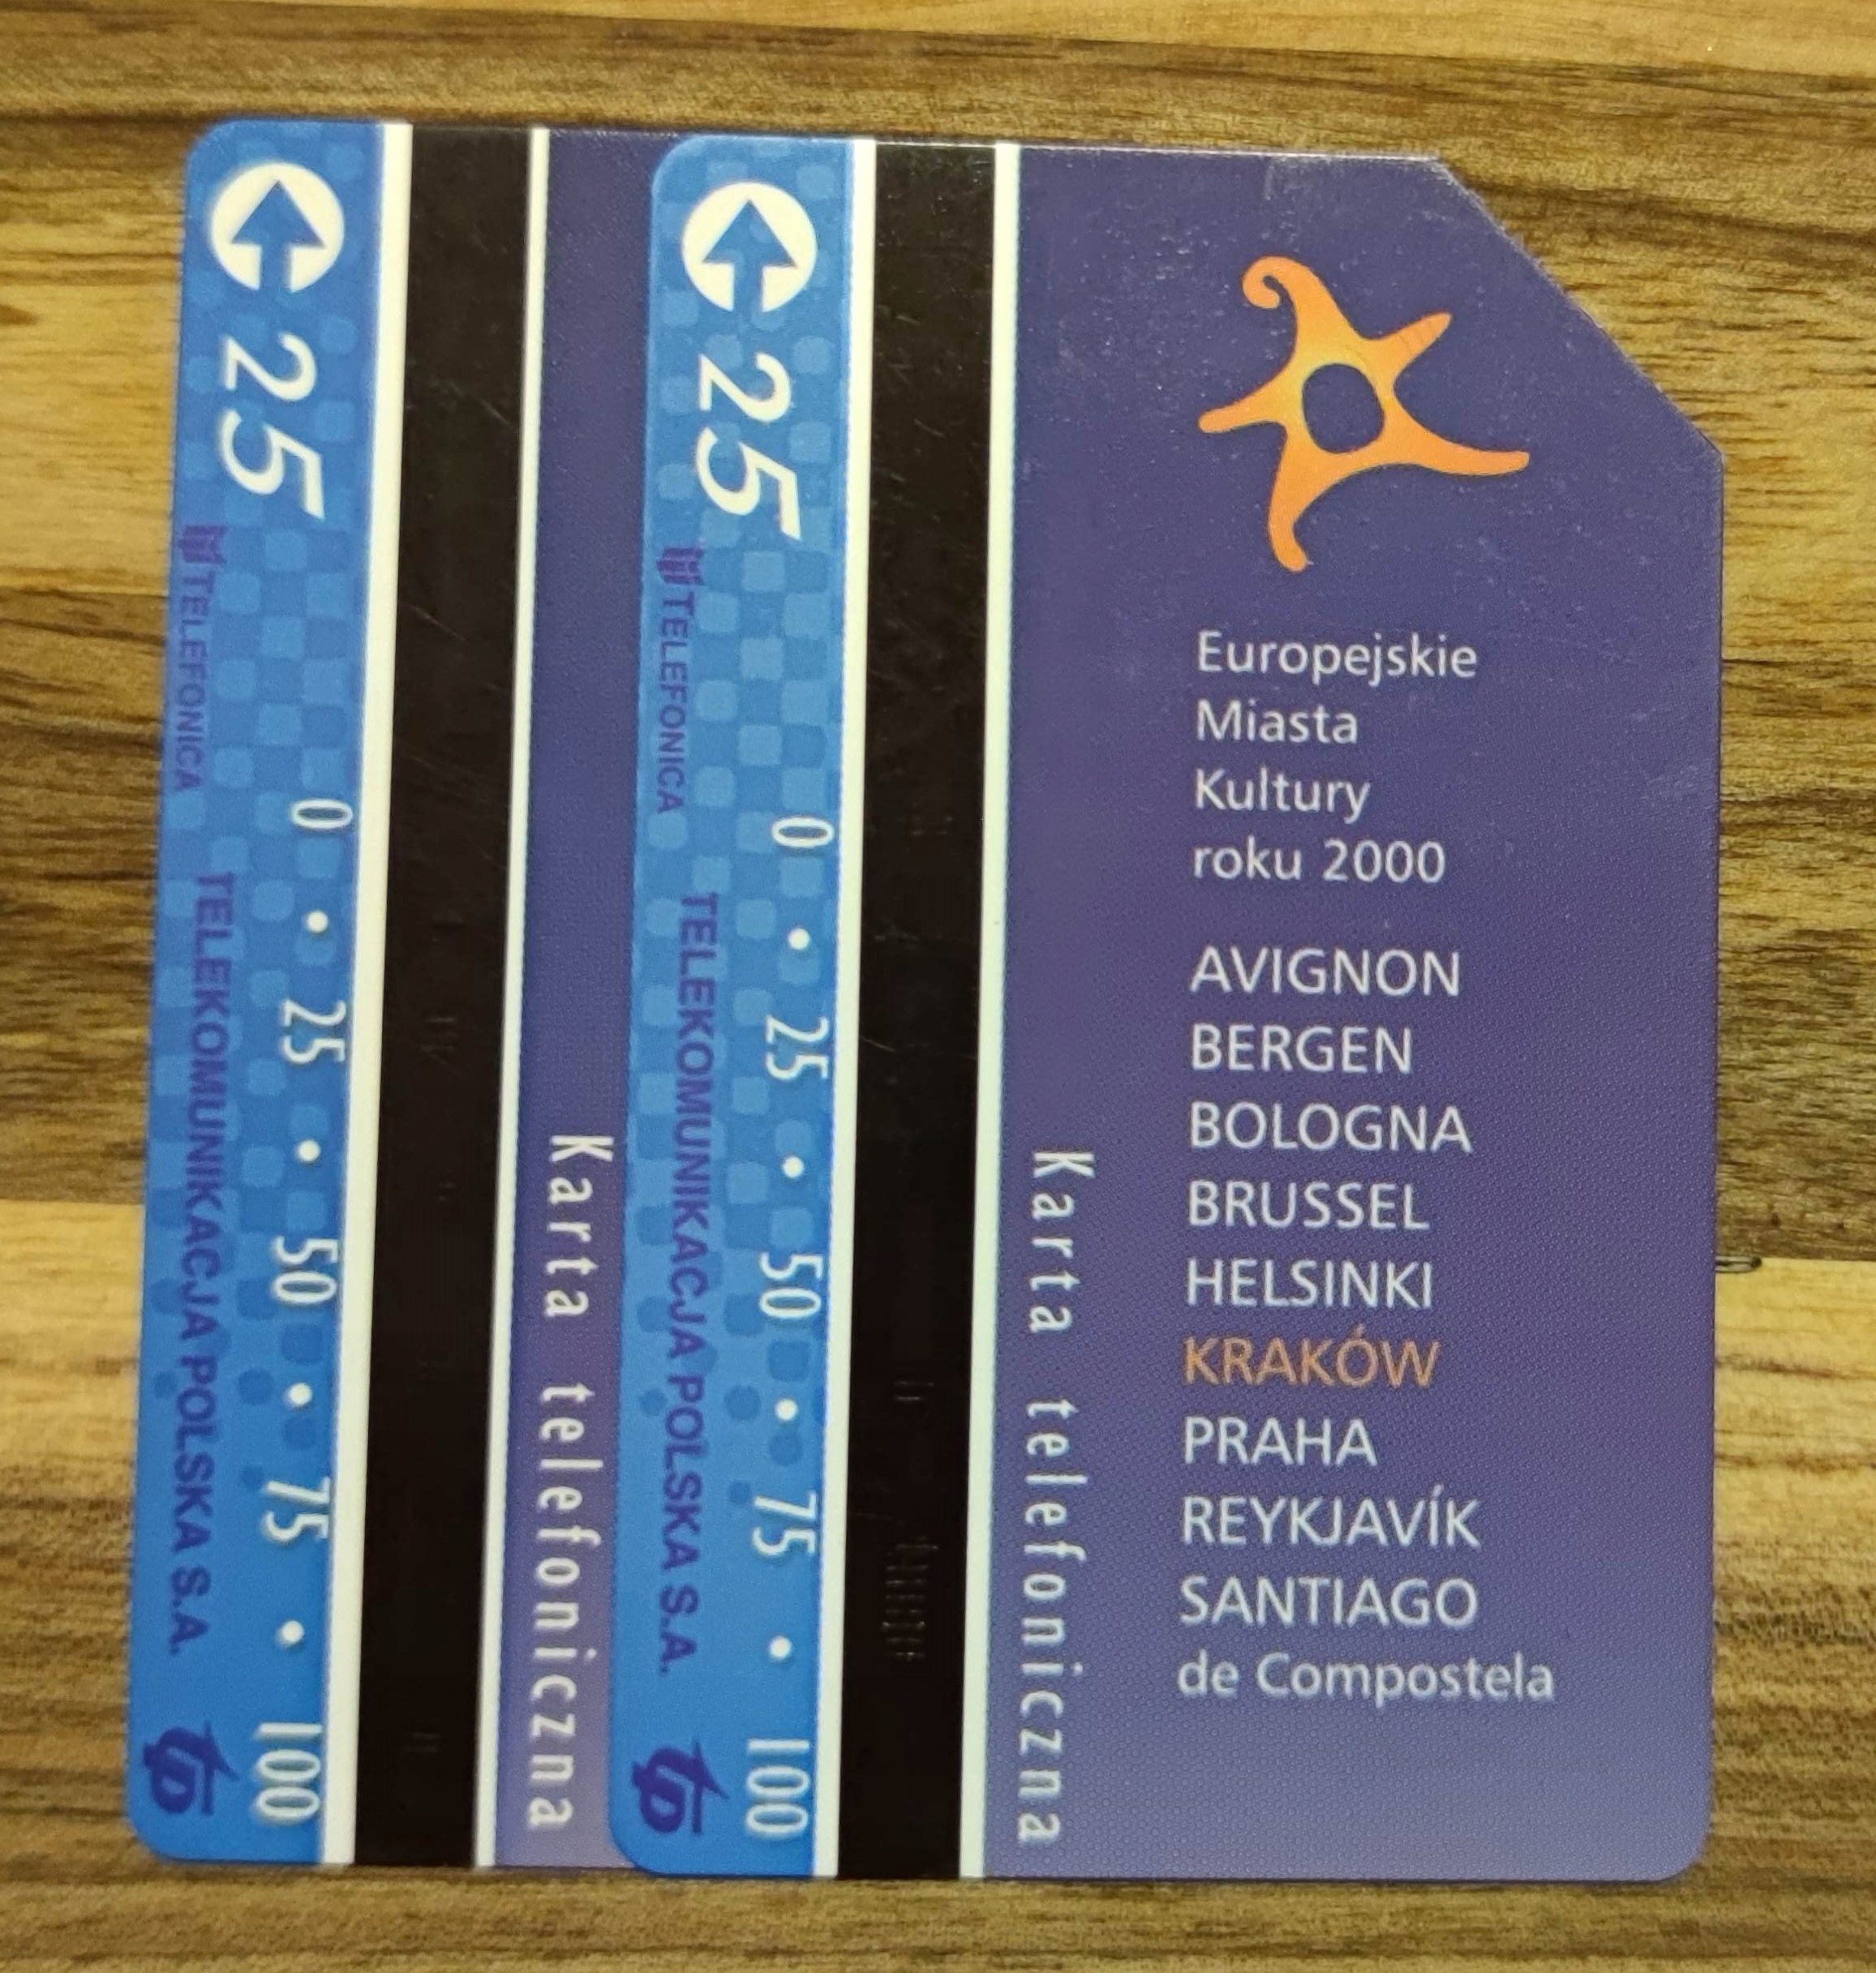 25
TELEFONICA
TELEKOMUNIKACJA POLSKA S.A.
tp
0 • 25 • 50 • 75 • 100
Karta telefoniczna
25
TELEFONICA
TELEKOMUNIKACJA POLSKA S.A.
tp
0 • 25 • 50 • 75 • 100
Karta telefoniczna
Europejskie
Miasta
Kultury
roku 2000
AVIGNON
BERGEN
BOLOGNA
BRUSSEL
HELSINKI
KRAKÓW
PRAHA
REYKJAVÍK
SANTIAGO
de Compostela